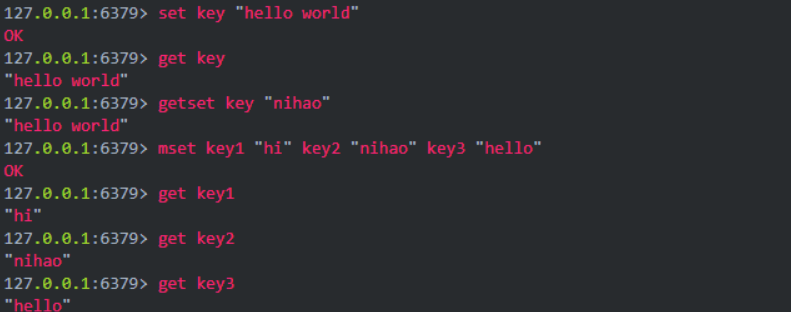 127.0.0.1:6379> set key "hello world"
OK
127.0.0.1:6379> get key
"hello world"
127.0.0.1:6379> getset key "nihao"
"hello world"
127.0.0.1:6379> mset key1 "hi" key2 "nihao" key3 "hello"
OK
127.0.0.1:6379> get key1
"hi"
127.0.0.1:6379> get key2
"nihao"
127.0.0.1:6379> get key3
"hello"